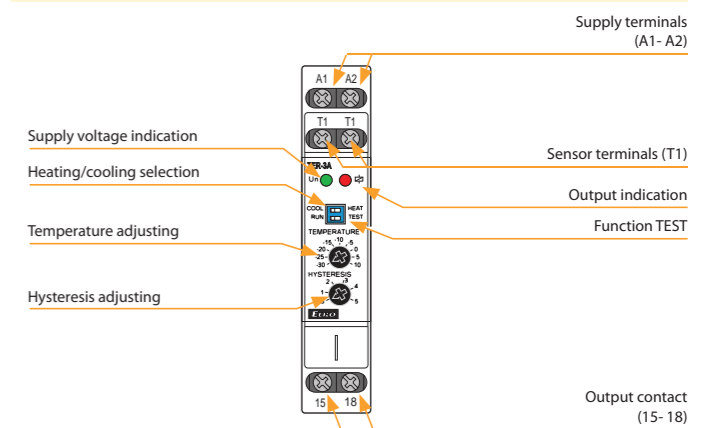 Supply terminals
(A1- A2)
A1 A2
T1 T1
Supply voltage indication
Sensor terminals (T1)
TER-3A
Heating/cooling selection
Un
Output indication
COOL HEAT
RUN TEST
Function TEST
Temperature adjusting
TEMPERATURE
-15 -10 -5
-20 0
-25 5
-30 10
HYSTERESIS
Hysteresis adjusting
2 3
1 4
5
ELKO
15 18
Output contact
(15- 18)